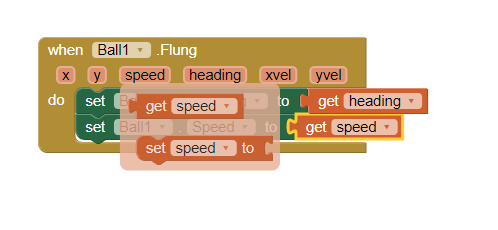 when Ball1 .Flung
x y speed heading xvel yvel
do set to get heading
get speed
set Ball1 . Speed to get speed
set speed to